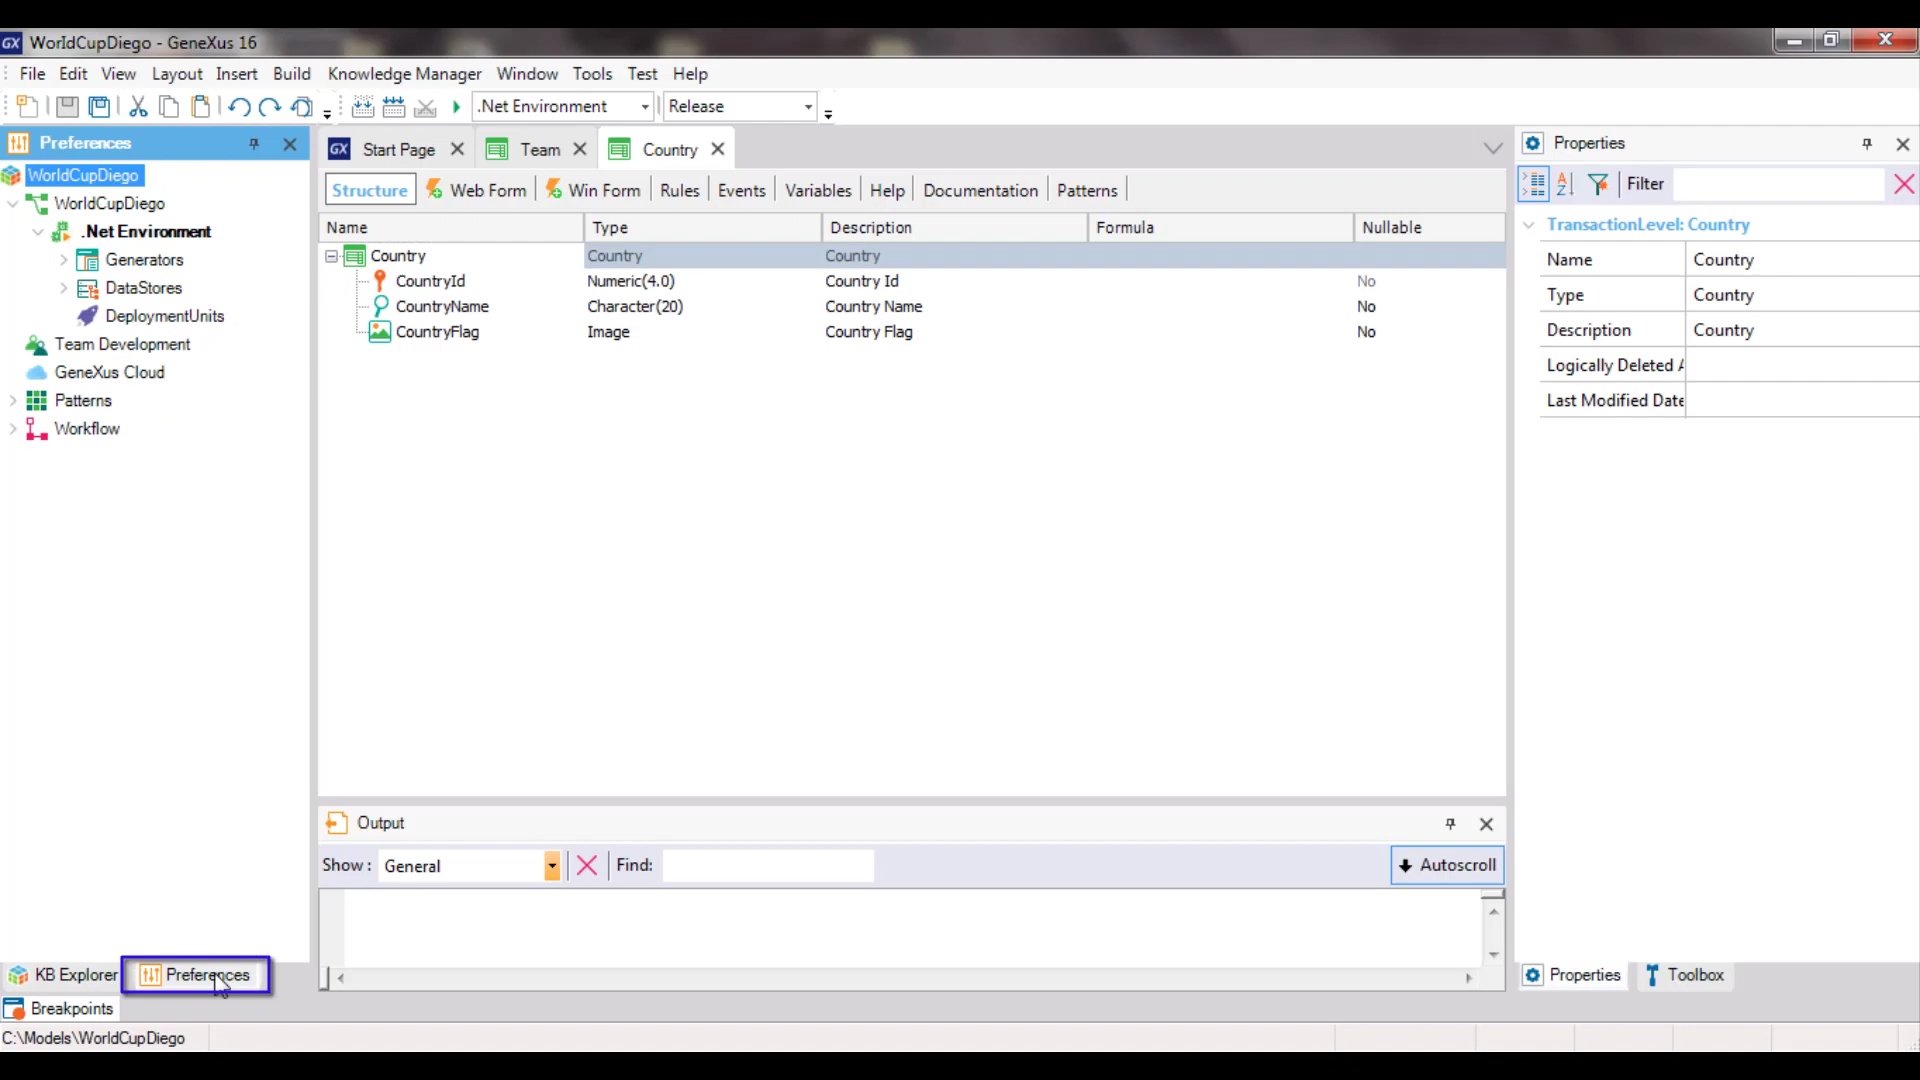 GX WorldCupDiego - GeneXus 16
File Edit View Layout Insert Build Knowledge Manager Window Tools Test Help
.Net Environment Release
Preferences
WorldCupDiego
WorldCupDiego
.Net Environment
Generators
DataStores
DeploymentUnits
Team Development
GeneXus Cloud
Patterns
Workflow
KB Explorer Preferences
Breakpoints
C:\Models\WorldCupDiego
GX Start Page Team Country
Structure Web Form Win Form Rules Events Variables Help Documentation Patterns
Name Type Description Formula Nullable
Country Country Country
CountryId Numeric(4.0) Country Id No
CountryName Character(20) Country Name No
CountryFlag Image Country Flag No
Output
Show : General Find: Autoscroll
Properties
A Z Filter
TransactionLevel: Country
Name Country
Type Country
Description Country
Logically Deleted A
Last Modified Date
Properties Toolbox